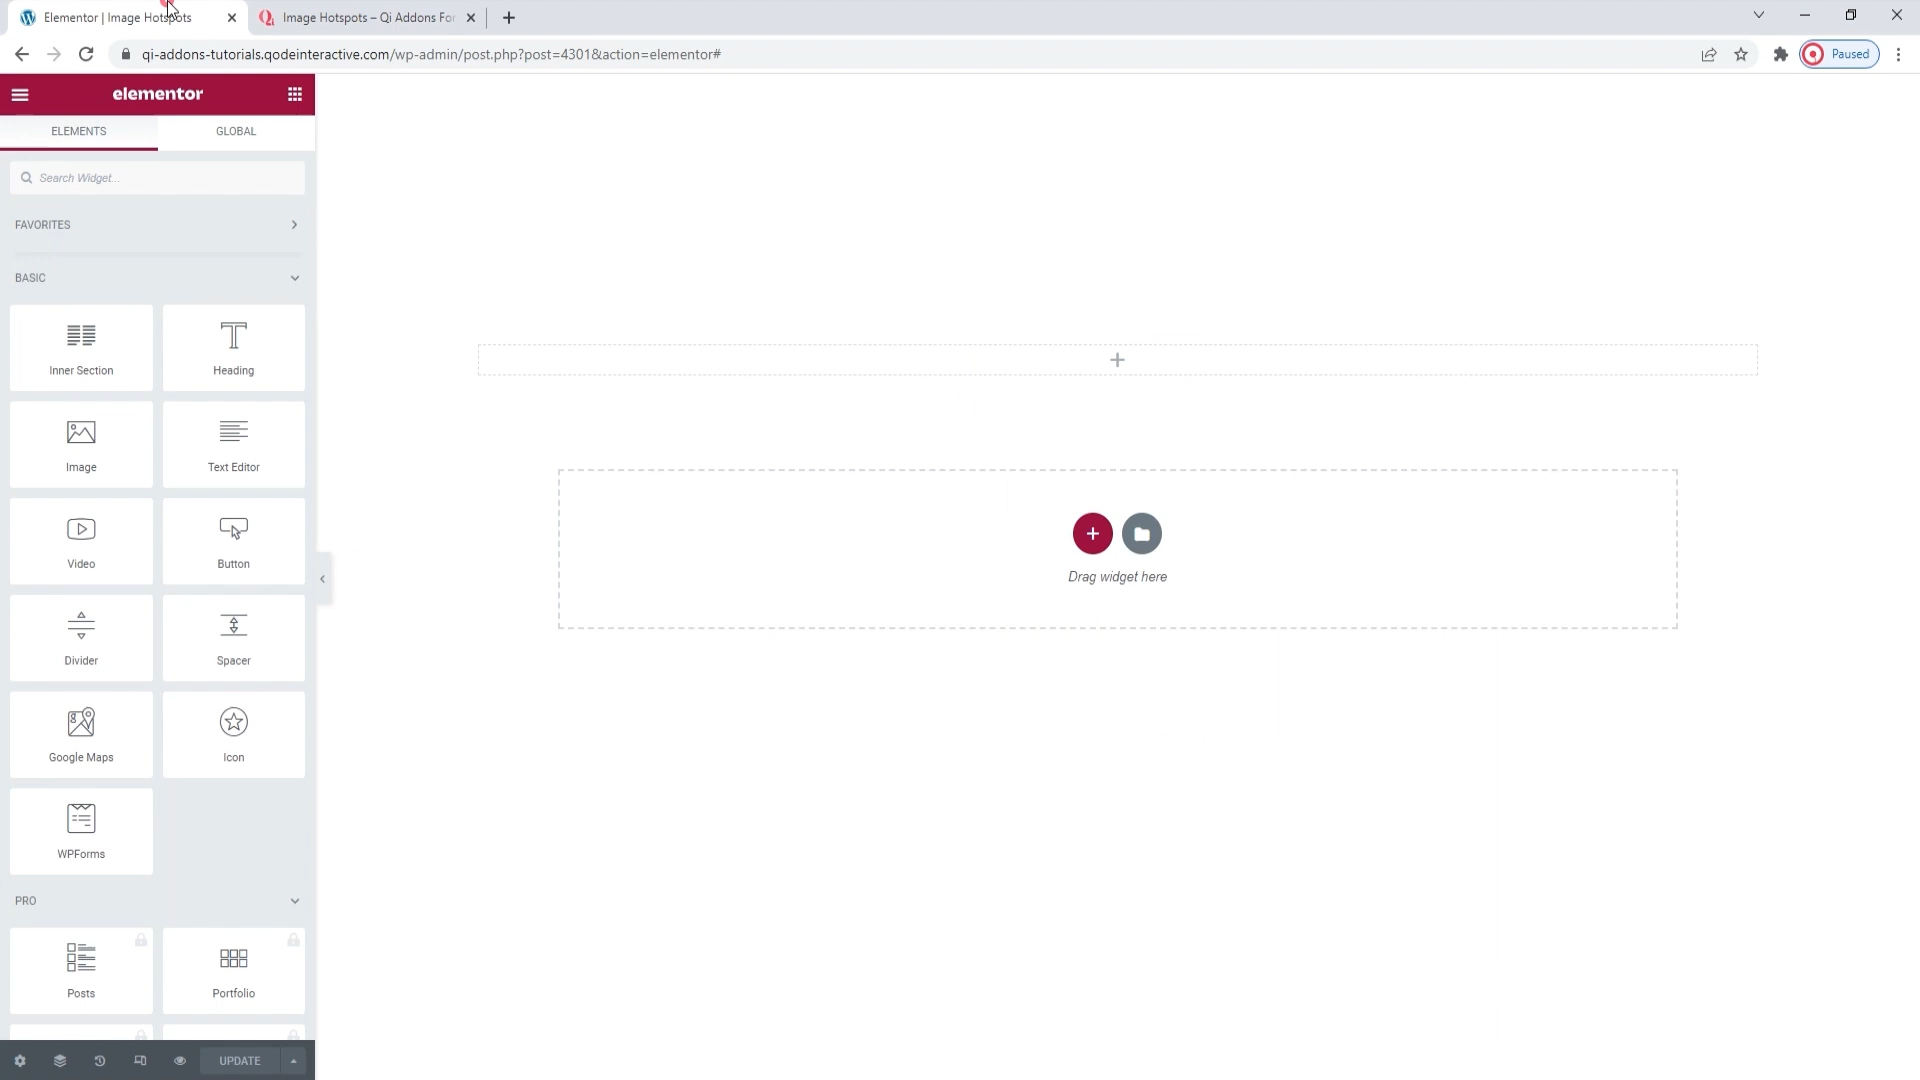 Elementor | Image Hotspots
Image Hotspots – Qi Addons For
qi-addons-tutorials.qodeinteractive.com/wp-admin/post.php?post=4301&action=elementor#
Paused
elementor
ELEMENTS
GLOBAL
Search Widget...
FAVORITES
BASIC
Inner Section
Heading
Image
Text Editor
Video
Button
Divider
Spacer
Google Maps
Icon
WPForms
PRO
Posts
Portfolio
UPDATE
Drag widget here